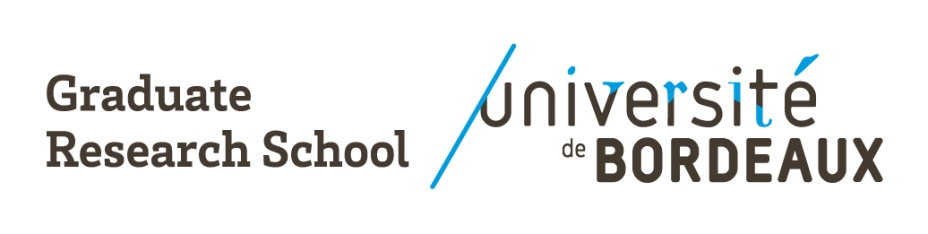 Graduate
Research School
université
de BORDEAUX